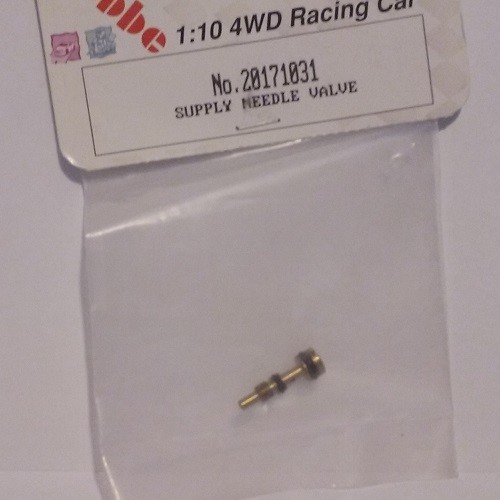 1:10 4WD Racing Car
No.20171031
SUPPLY NEEDLE VALVE